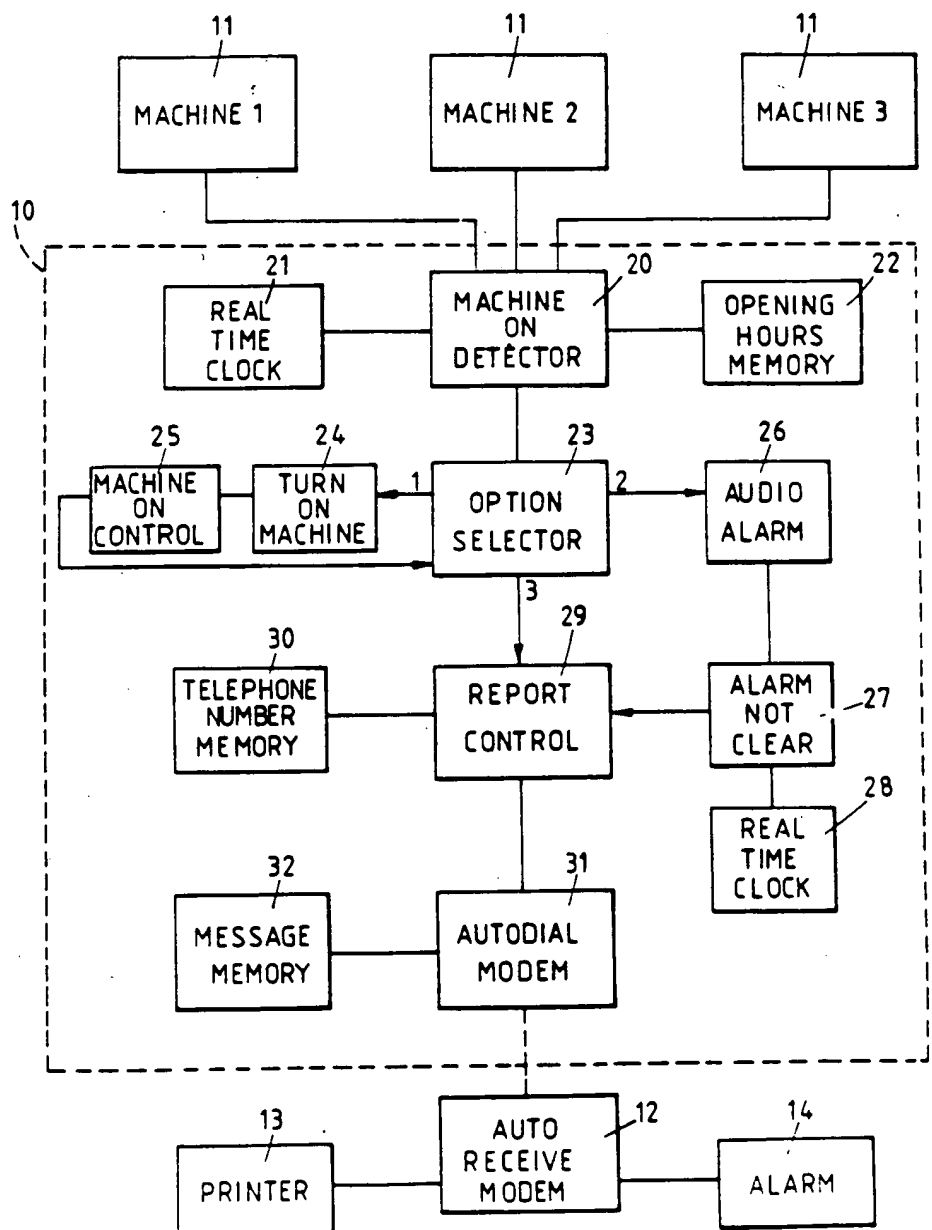 11
11
11
MACHINE 1
MACHINE 2
MACHINE 3
10
21
20
22
REAL
TIME
CLOCK
MACHINE
ON
DETECTOR
OPENING
HOURS
MEMORY
25
24
23
26
MACHINE
ON
CONTROL
TURN
ON
MACHINE
1
OPTION
SELECTOR
2
AUDIO
ALARM
3
30
29
TELEPHONE
NUMBER
MEMORY
REPORT
CONTROL
ALARM
NOT
CLEAR
27
28
REAL
TIME
CLOCK
32
31
MESSAGE
MEMORY
AUTODIAL
MODEM
13
12
14
PRINTER
AUTO
RECEIVE
MODEM
ALARM